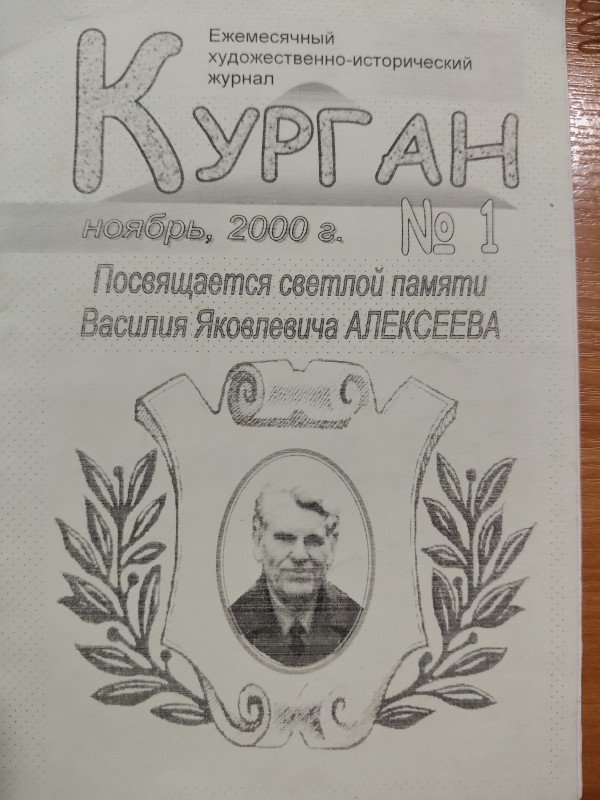 Ежемесячный
художественно-исторический
журнал
Курган
ноябрь, 2000 г.
№ 1
Посвящается светлой памяти
Василия Яковлевича АЛЕКСЕЕВА